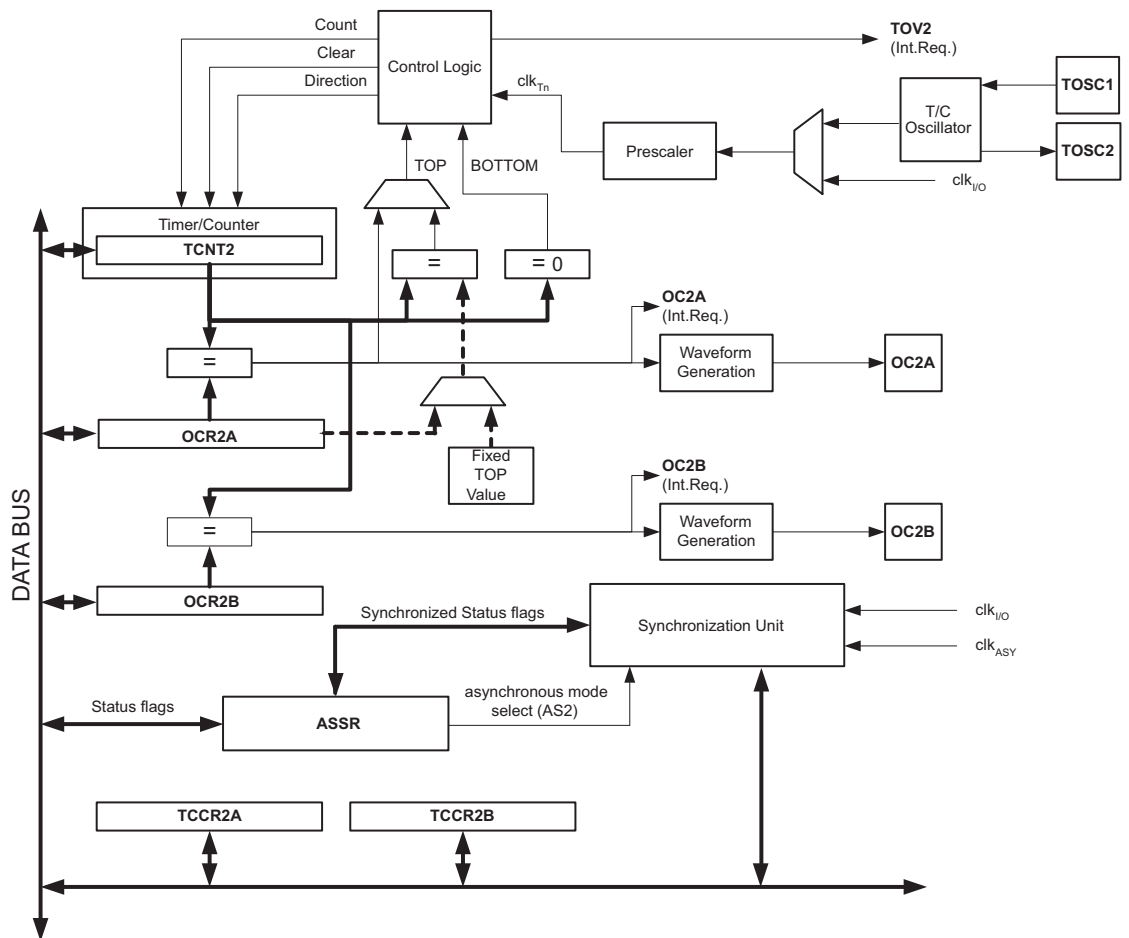 Count
Clear
Direction
Control Logic
TOV2
(Int.Req.)
clkTn
TOSC1
T/C
Oscillator
TOSC2
Prescaler
clkI/O
TOP
BOTTOM
Timer/Counter
TCNT2
=
= 0
OC2A
(Int.Req.)
=
Waveform
Generation
OC2A
OCR2A
Fixed
TOP
Value
OC2B
(Int.Req.)
=
Waveform
Generation
OC2B
DATA BUS
OCR2B
Synchronized Status flags
Synchronization Unit
clkI/O
clkASY
Status flags
ASSR
asynchronous mode
select (AS2)
TCCR2A
TCCR2B